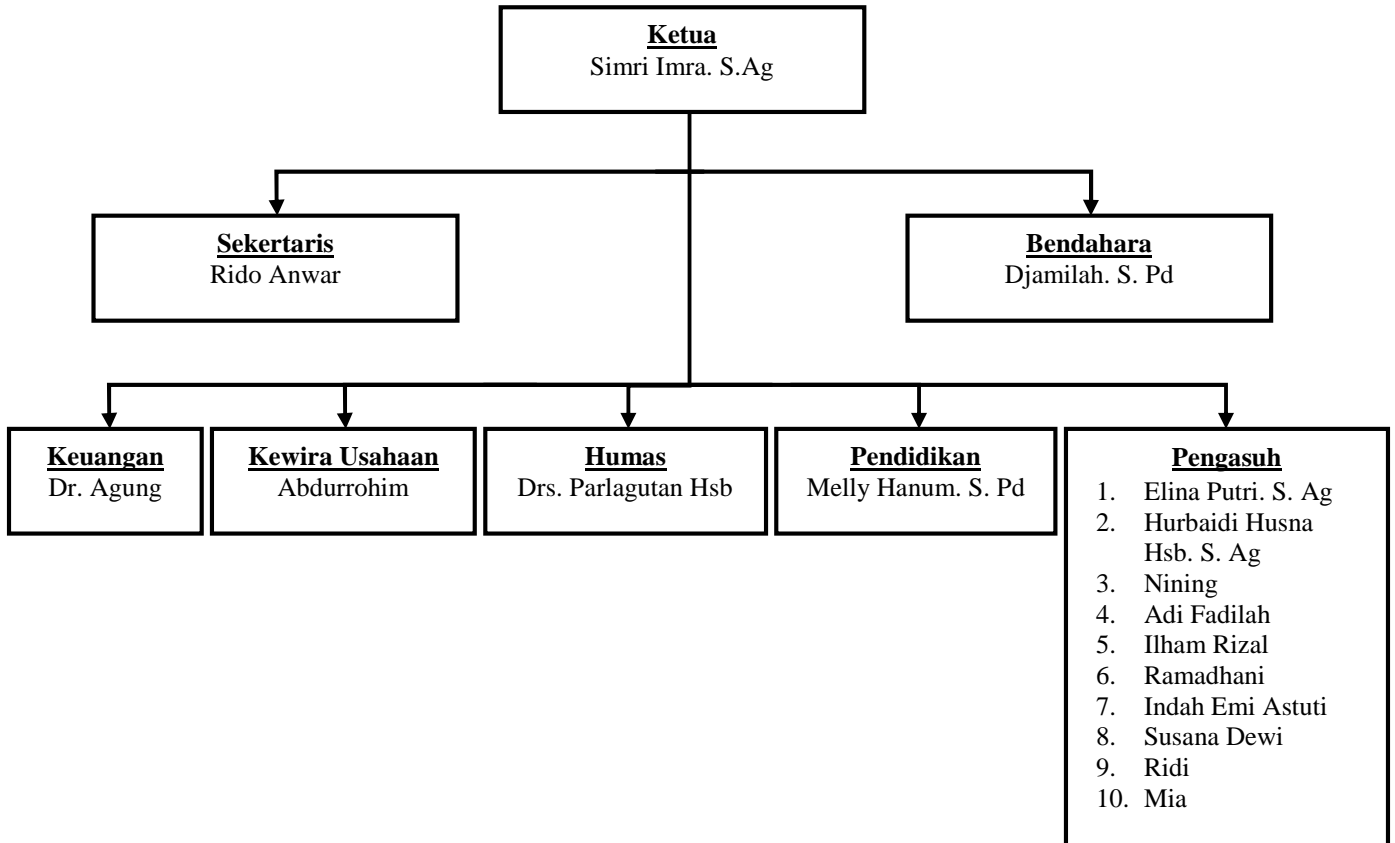 Ketua
Simri Imra. S.Ag
Sekertaris
Rido Anwar
Bendahara
Djamilah. S. Pd
Keuangan
Dr. Agung
Kewira Usahaan
Abdurrohim
Humas
Drs. Parlagutan Hsb
Pendidikan
Melly Hanum. S. Pd
Pengasuh
1. Elina Putri. S. Ag
2. Hurbaidi Husna
Hsb. S. Ag
3. Nining
4. Adi Fadilah
5. Ilham Rizal
6. Ramadhani
7. Indah Emi Astuti
8. Susana Dewi
9. Ridi
10. Mia